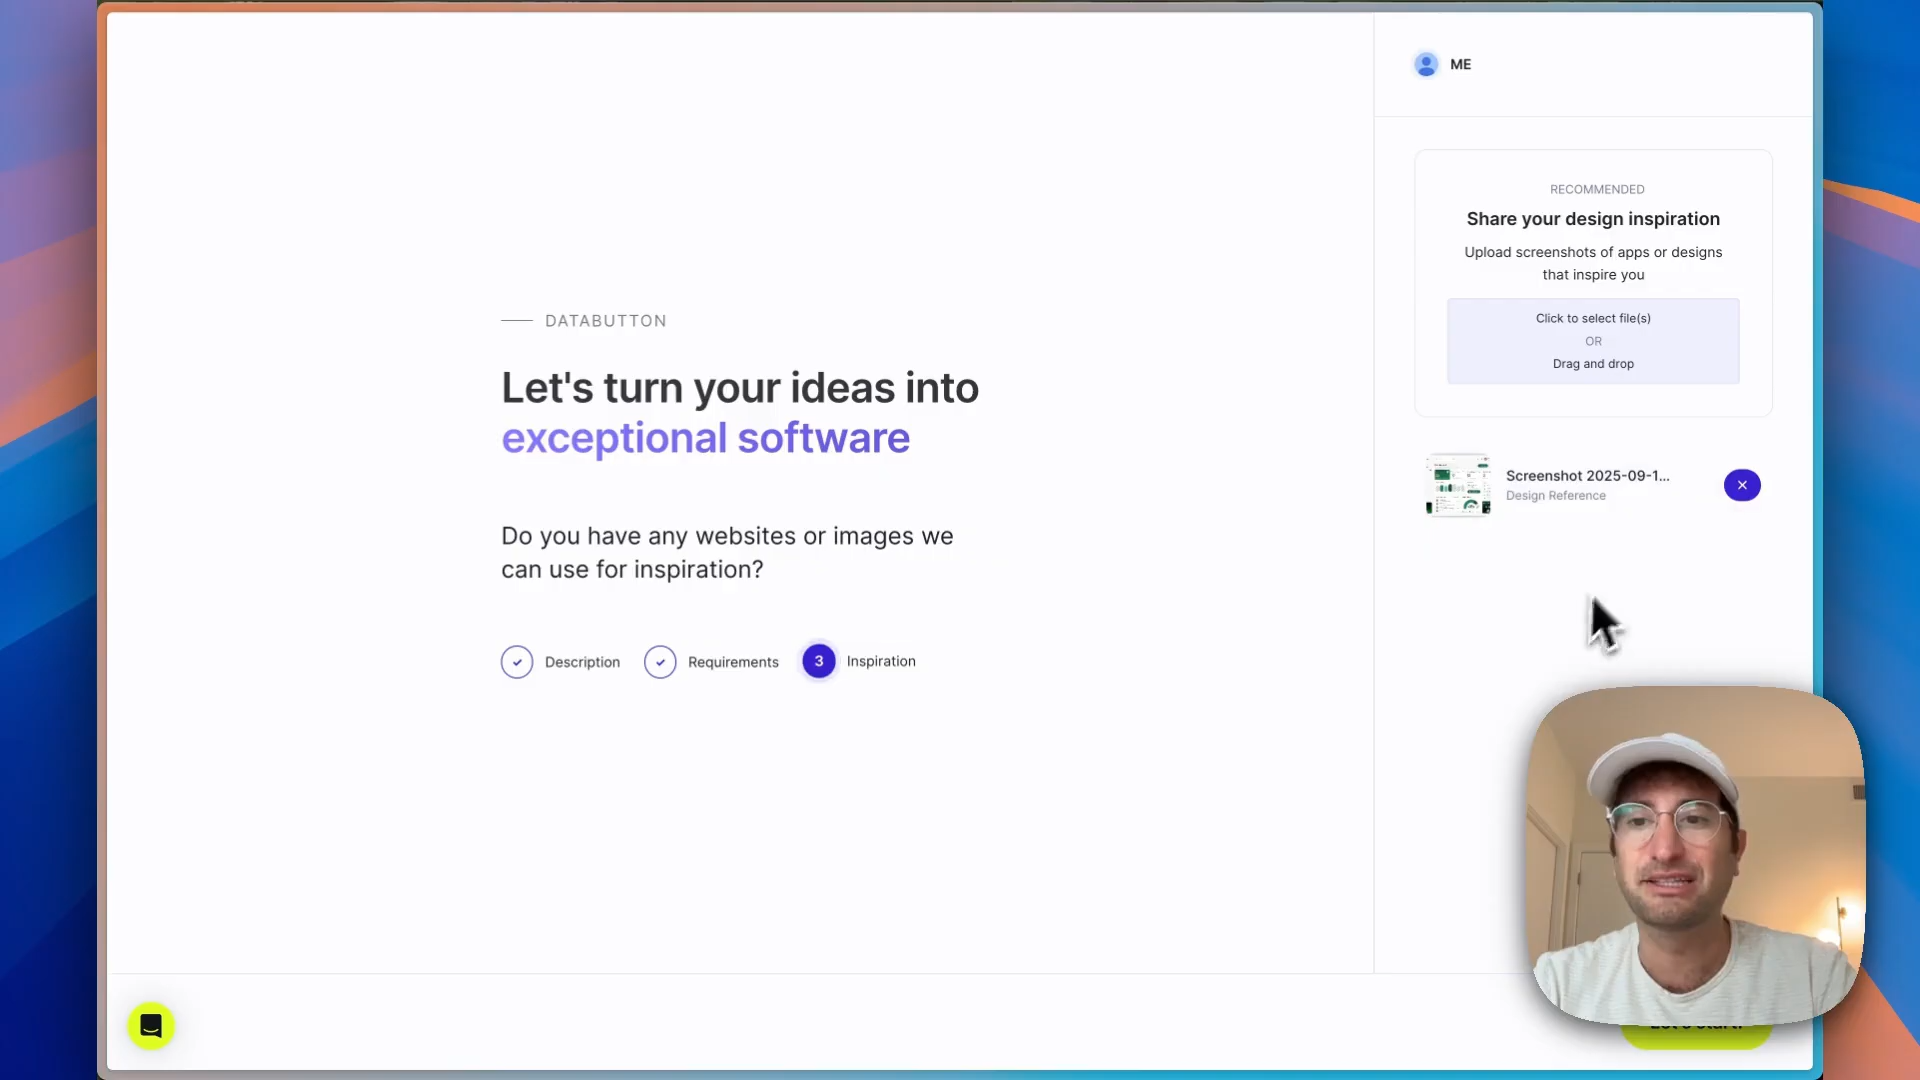 ME
RECOMMENDED
Share your design inspiration
Upload screenshots of apps or designs
that inspire you
Click to select file(s)
OR
Drag and drop
Screenshot 2025-09-1...
Design Reference
DATABUTTON
Let's turn your ideas into
exceptional software
Do you have any websites or images we
can use for inspiration?
Description
Requirements
3
Inspiration